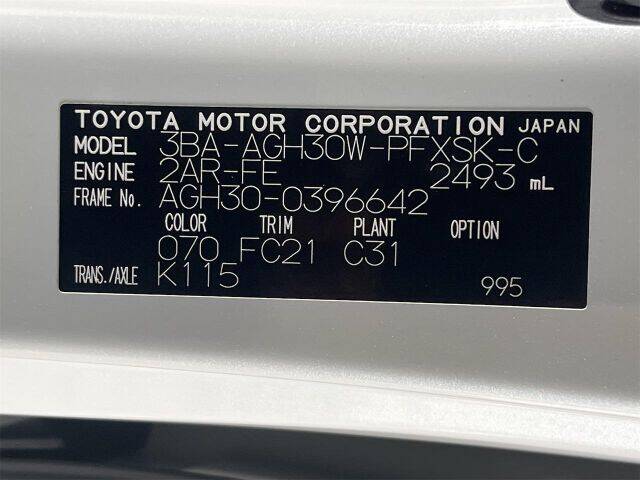 TOYOTA MOTOR CORPORATION JAPAN
MODEL 3BA-AGH30W-PFXSK-C
ENGINE 2AR-FE 2493 mL
FRAME No. AGH30-0396642
COLOR TRIM PLANT OPTION
070 FC21 C31
TRANS./AXLE K115 995